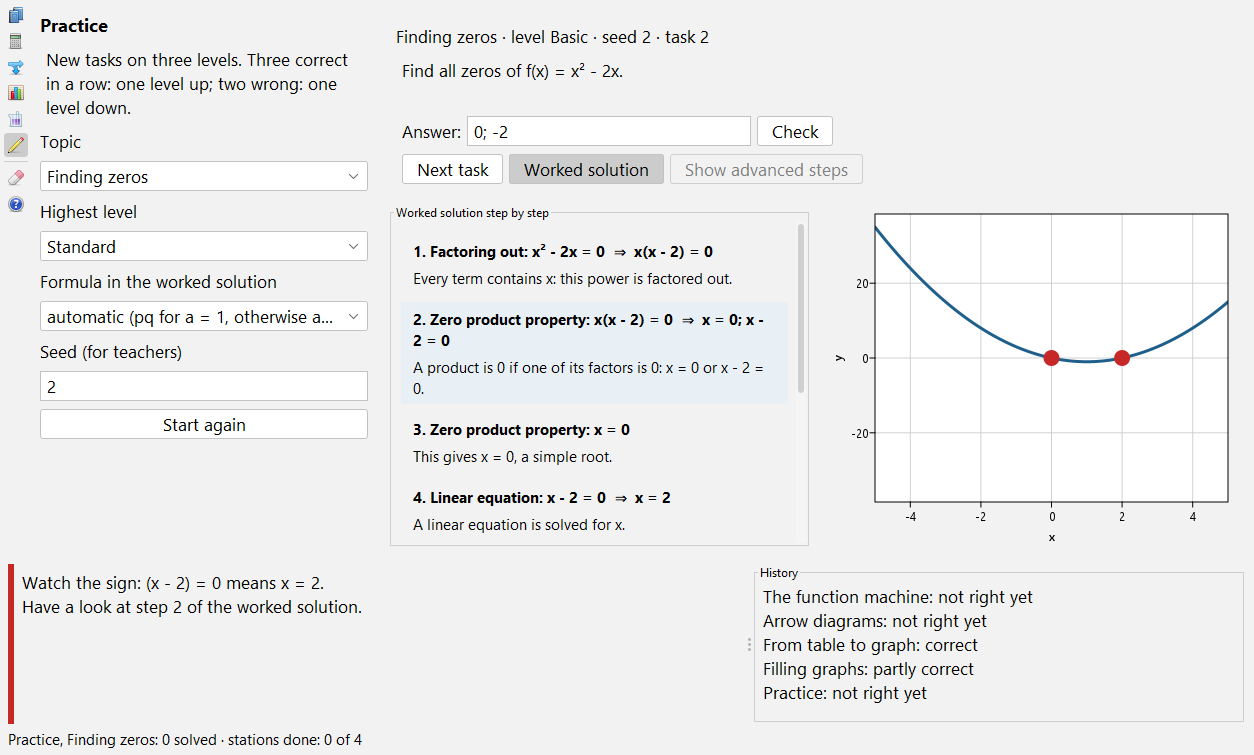 Practice
New tasks on three levels. Three correct
in a row: one level up; two wrong: one
level down.
Topic
Finding zeros
Highest level
Standard
Formula in the worked solution
automatic (pq for a = 1, otherwise a...
Seed (for teachers)
2
Start again
Finding zeros · level Basic · seed 2 · task 2
Find all zeros of f(x) = x² - 2x.
Answer: 0; -2 Check
Next task Worked solution Show advanced steps
Worked solution step by step
1. Factoring out: x² - 2x = 0 ⇒ x(x - 2) = 0
Every term contains x: this power is factored out.
2. Zero product property: x(x - 2) = 0 ⇒ x = 0; x -
2 = 0
A product is 0 if one of its factors is 0: x = 0 or x - 2 =
0.
3. Zero product property: x = 0
This gives x = 0, a simple root.
4. Linear equation: x - 2 = 0 ⇒ x = 2
A linear equation is solved for x.
20
0
-20
y
-4 -2 0 2 4
x
Watch the sign: (x - 2) = 0 means x = 2.
Have a look at step 2 of the worked solution.
History
The function machine: not right yet
Arrow diagrams: not right yet
From table to graph: correct
Filling graphs: partly correct
Practice: not right yet
Practice, Finding zeros: 0 solved · stations done: 0 of 4